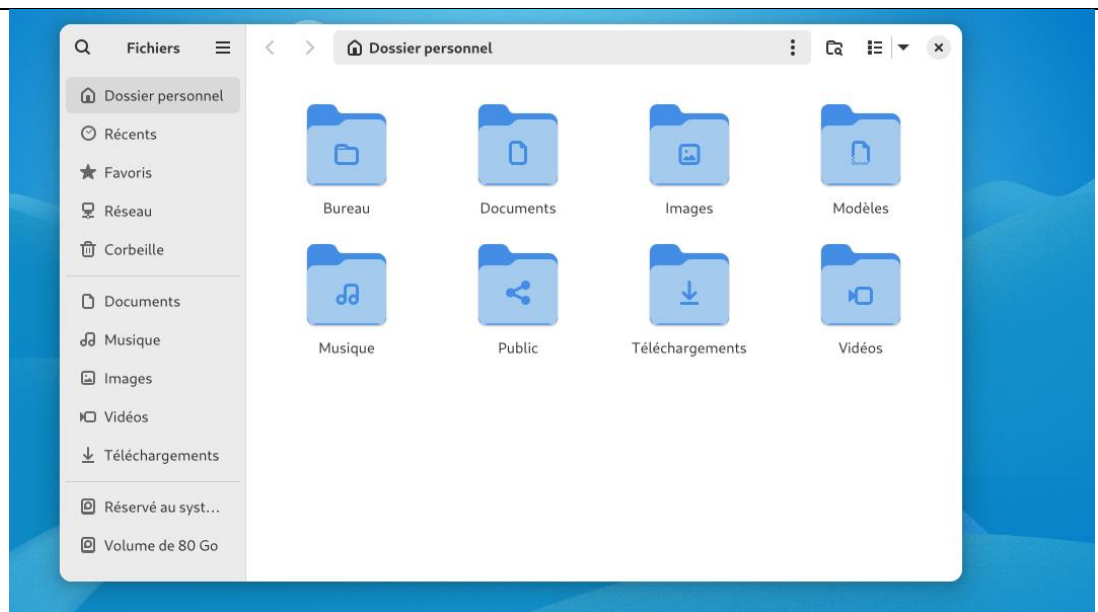 Fichiers
Dossier personnel
Dossier personnel
Récents
Favoris
Réseau
Corbeille
Documents
Musique
Images
Vidéos
Téléchargements
Réservé au syst...
Volume de 80 Go
Bureau
Documents
Images
Modèles
Musique
Public
Téléchargements
Vidéos